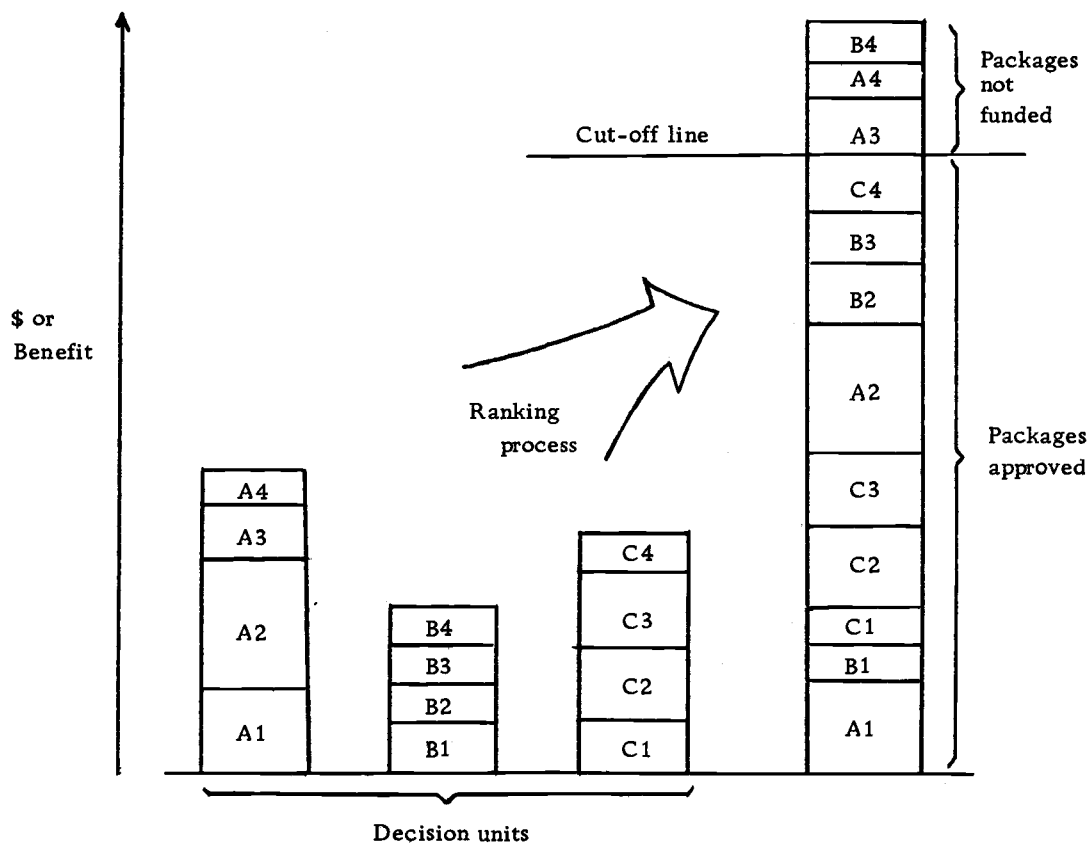 $ or
Benefit
A4
A3
A2
A1
B4
B3
B2
B1
C4
C3
C2
C1
Decision units
Ranking
process
Cut-off line
B4
A4
A3
C4
B3
B2
A2
C3
C2
C1
B1
A1
Packages
not
funded
Packages
approved